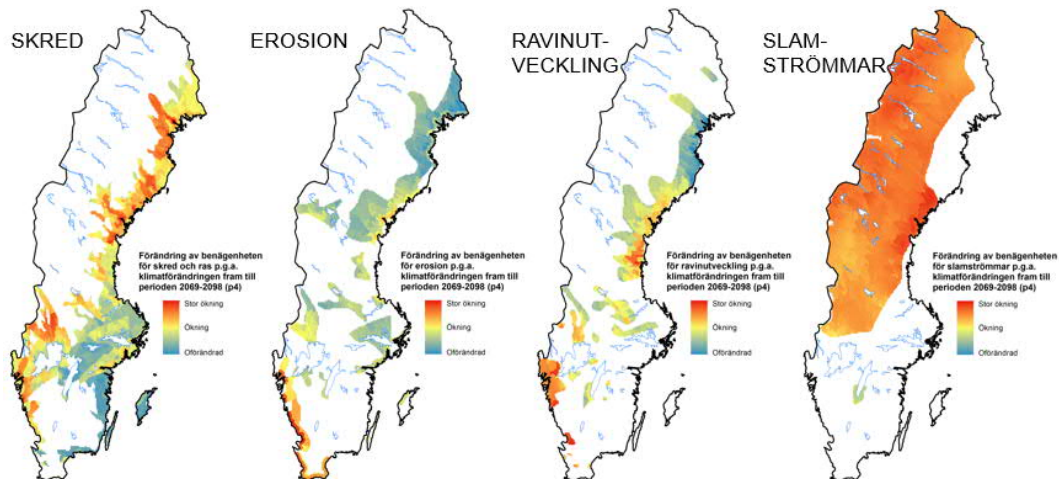 SKRED
Förändring av benägenheten
för skred och ras p.g.a.
klimatförändringen fram till
perioden 2069-2098 (p4)
Stor ökning
Ökning
Oförändrad
EROSION
Förändring av benägenheten
för erosion p.g.a.
klimatförändringen fram till
perioden 2069-2098 (p4)
Stor ökning
Ökning
Oförändrad
RAVINUT-
VECKLING
Förändring av benägenheten
för ravinutveckling p.g.a.
klimatförändringen fram till
perioden 2069-2098 (p4)
Stor ökning
Ökning
Oförändrad
SLAM-
STRÖMMAR
Förändring av benägenheten
för slamströmmar p.g.a.
klimatförändringen fram till
perioden 2069-2098 (p4)
Stor ökning
Ökning
Oförändrad